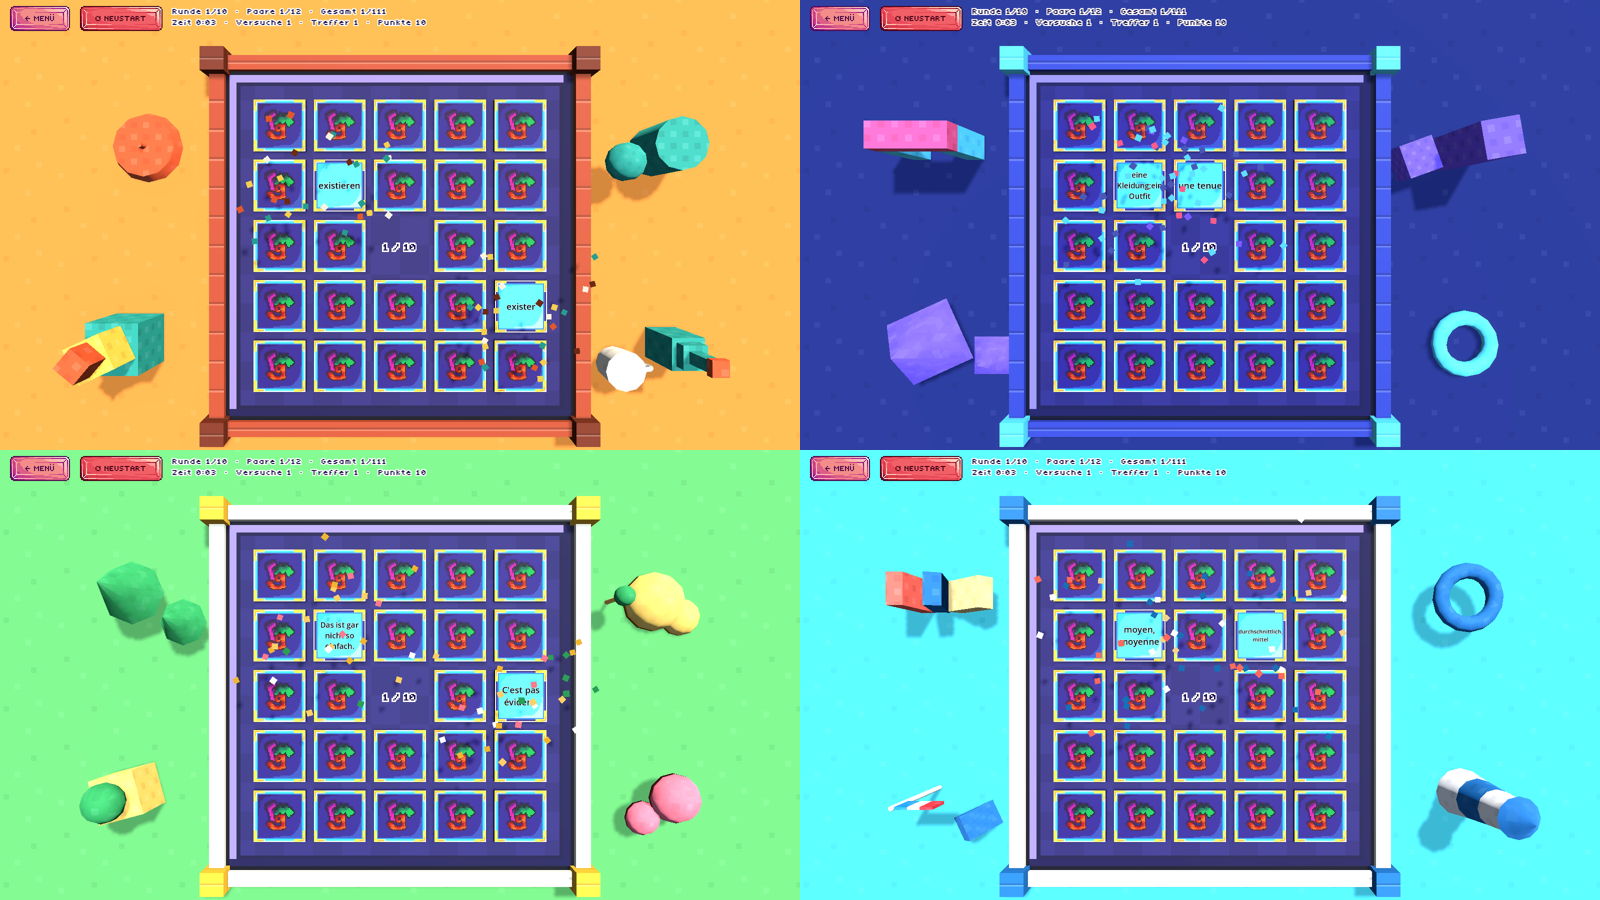 ← MENÜ
↻ NEUSTART
Runde 1/10 - Paare 1/12 - Gesamt 1/111
Zeit 0:03 - Versuche 1 - Treffer 1 - Punkte 10
existieren
1 / 10
exister
← MENÜ
↻ NEUSTART
Runde 1/10 - Paare 1/12 - Gesamt 1/111
Zeit 0:03 - Versuche 1 - Treffer 1 - Punkte 10
eine
Kleidung;ein
Outfit
une tenue
1 / 10
← MENÜ
↻ NEUSTART
Runde 1/10 - Paare 1/12 - Gesamt 1/111
Zeit 0:03 - Versuche 1 - Treffer 1 - Punkte 10
Das ist gar
nicht so
einfach.
C'est pas
évident.
1 / 10
← MENÜ
↻ NEUSTART
Runde 1/10 - Paare 1/12 - Gesamt 1/111
Zeit 0:03 - Versuche 1 - Treffer 1 - Punkte 10
moyen,
moyenne
durchschnittlich,
mittel
1 / 10